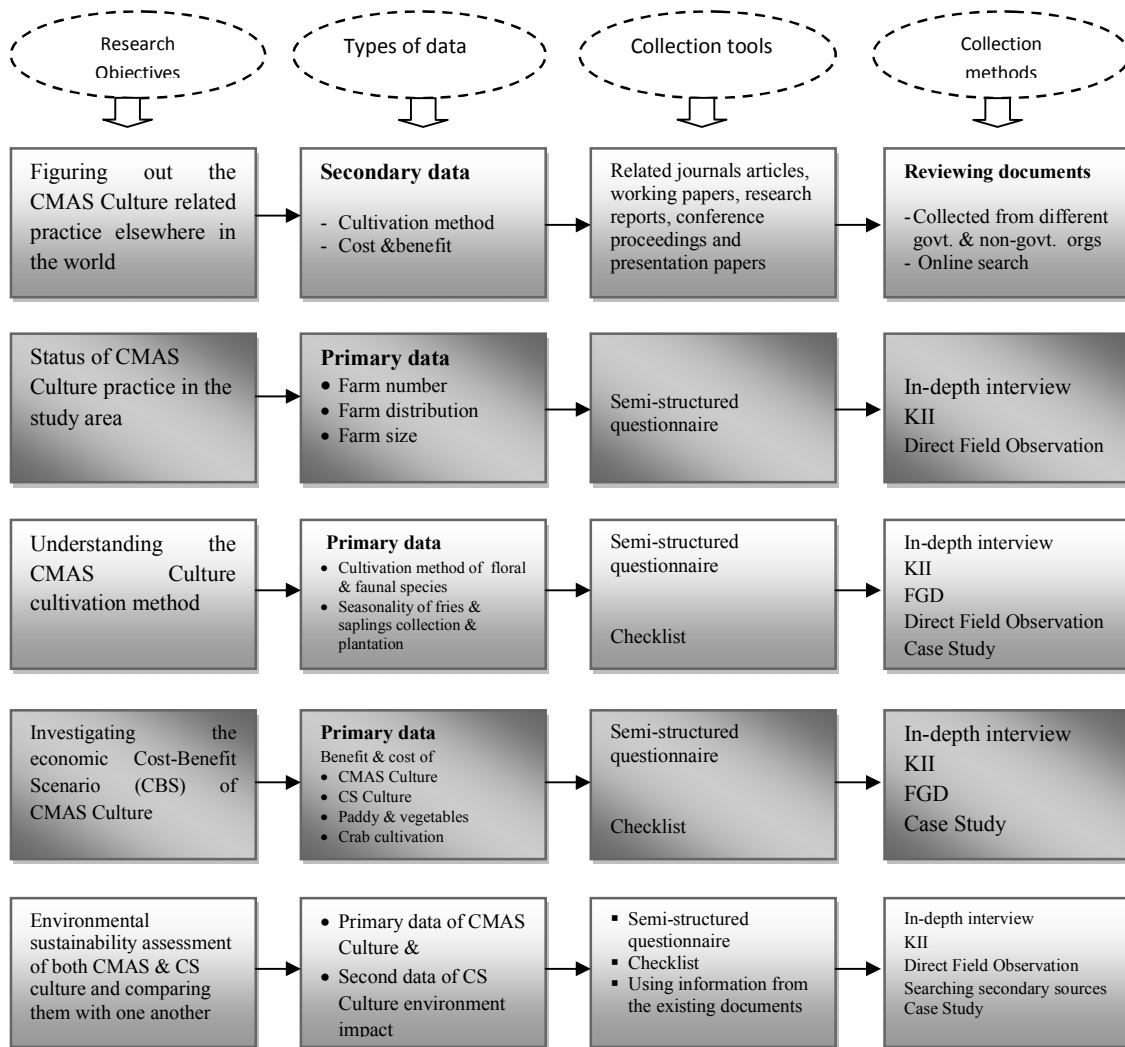 Research
Objectives
Types of data
Collection tools
Collection
methods
Figuring out the
CMAS Culture related
practice elsewhere in
the world
Secondary data
- Cultivation method
- Cost &benefit
Related journals articles,
working papers, research
reports, conference
proceedings and
presentation papers
Reviewing documents
- Collected from different
govt. & non-govt. orgs
- Online search
Status of CMAS
Culture practice in the
study area
Primary data
• Farm number
• Farm distribution
• Farm size
Semi-structured
questionnaire
In-depth interview
KII
Direct Field Observation
Understanding the
CMAS Culture
cultivation method
Primary data
• Cultivation method of floral
& faunal species
• Seasonality of fries &
saplings collection &
plantation
Semi-structured
questionnaire
Checklist
In-depth interview
KII
FGD
Direct Field Observation
Case Study
Investigating the
economic Cost-Benefit
Scenario (CBS) of
CMAS Culture
Primary data
Benefit & cost of
• CMAS Culture
• CS Culture
• Paddy & vegetables
• Crab cultivation
Semi-structured
questionnaire
Checklist
In-depth interview
KII
FGD
Case Study
Environmental
sustainability assessment
of both CMAS & CS
culture and comparing
them with one another
• Primary data of CMAS
Culture &
• Second data of CS
Culture environment
impact
▪ Semi-structured
questionnaire
▪ Checklist
▪ Using information from
the existing documents
In-depth interview
KII
Direct Field Observation
Searching secondary sources
Case Study